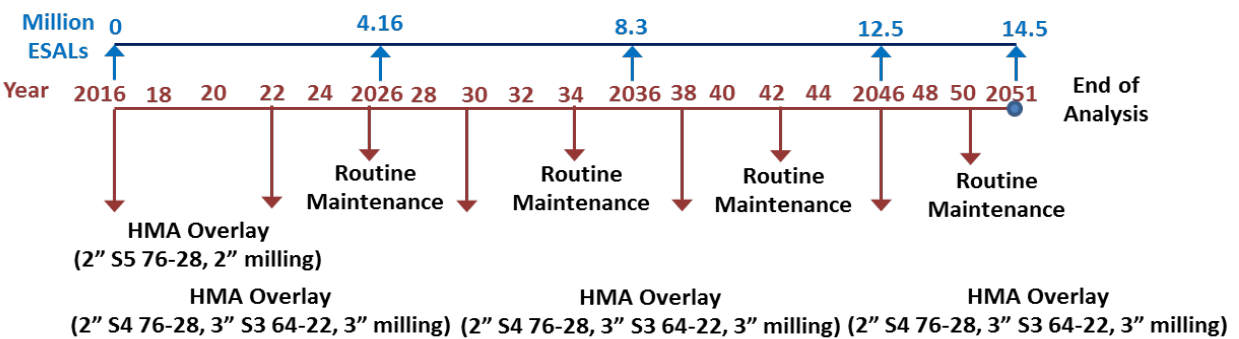 Million 0 4.16 8.3 12.5 14.5
ESALs
Year 2016 18 20 22 24 2026 28 30 32 34 2036 38 40 42 44 2046 48 50 2051 End of
Analysis
Routine Routine Routine Routine
Maintenance Maintenance Maintenance Maintenance
HMA Overlay
(2” S5 76-28, 2” milling)
HMA Overlay HMA Overlay HMA Overlay
(2” S4 76-28, 3” S3 64-22, 3” milling) (2” S4 76-28, 3” S3 64-22, 3” milling) (2” S4 76-28, 3” S3 64-22, 3” milling)